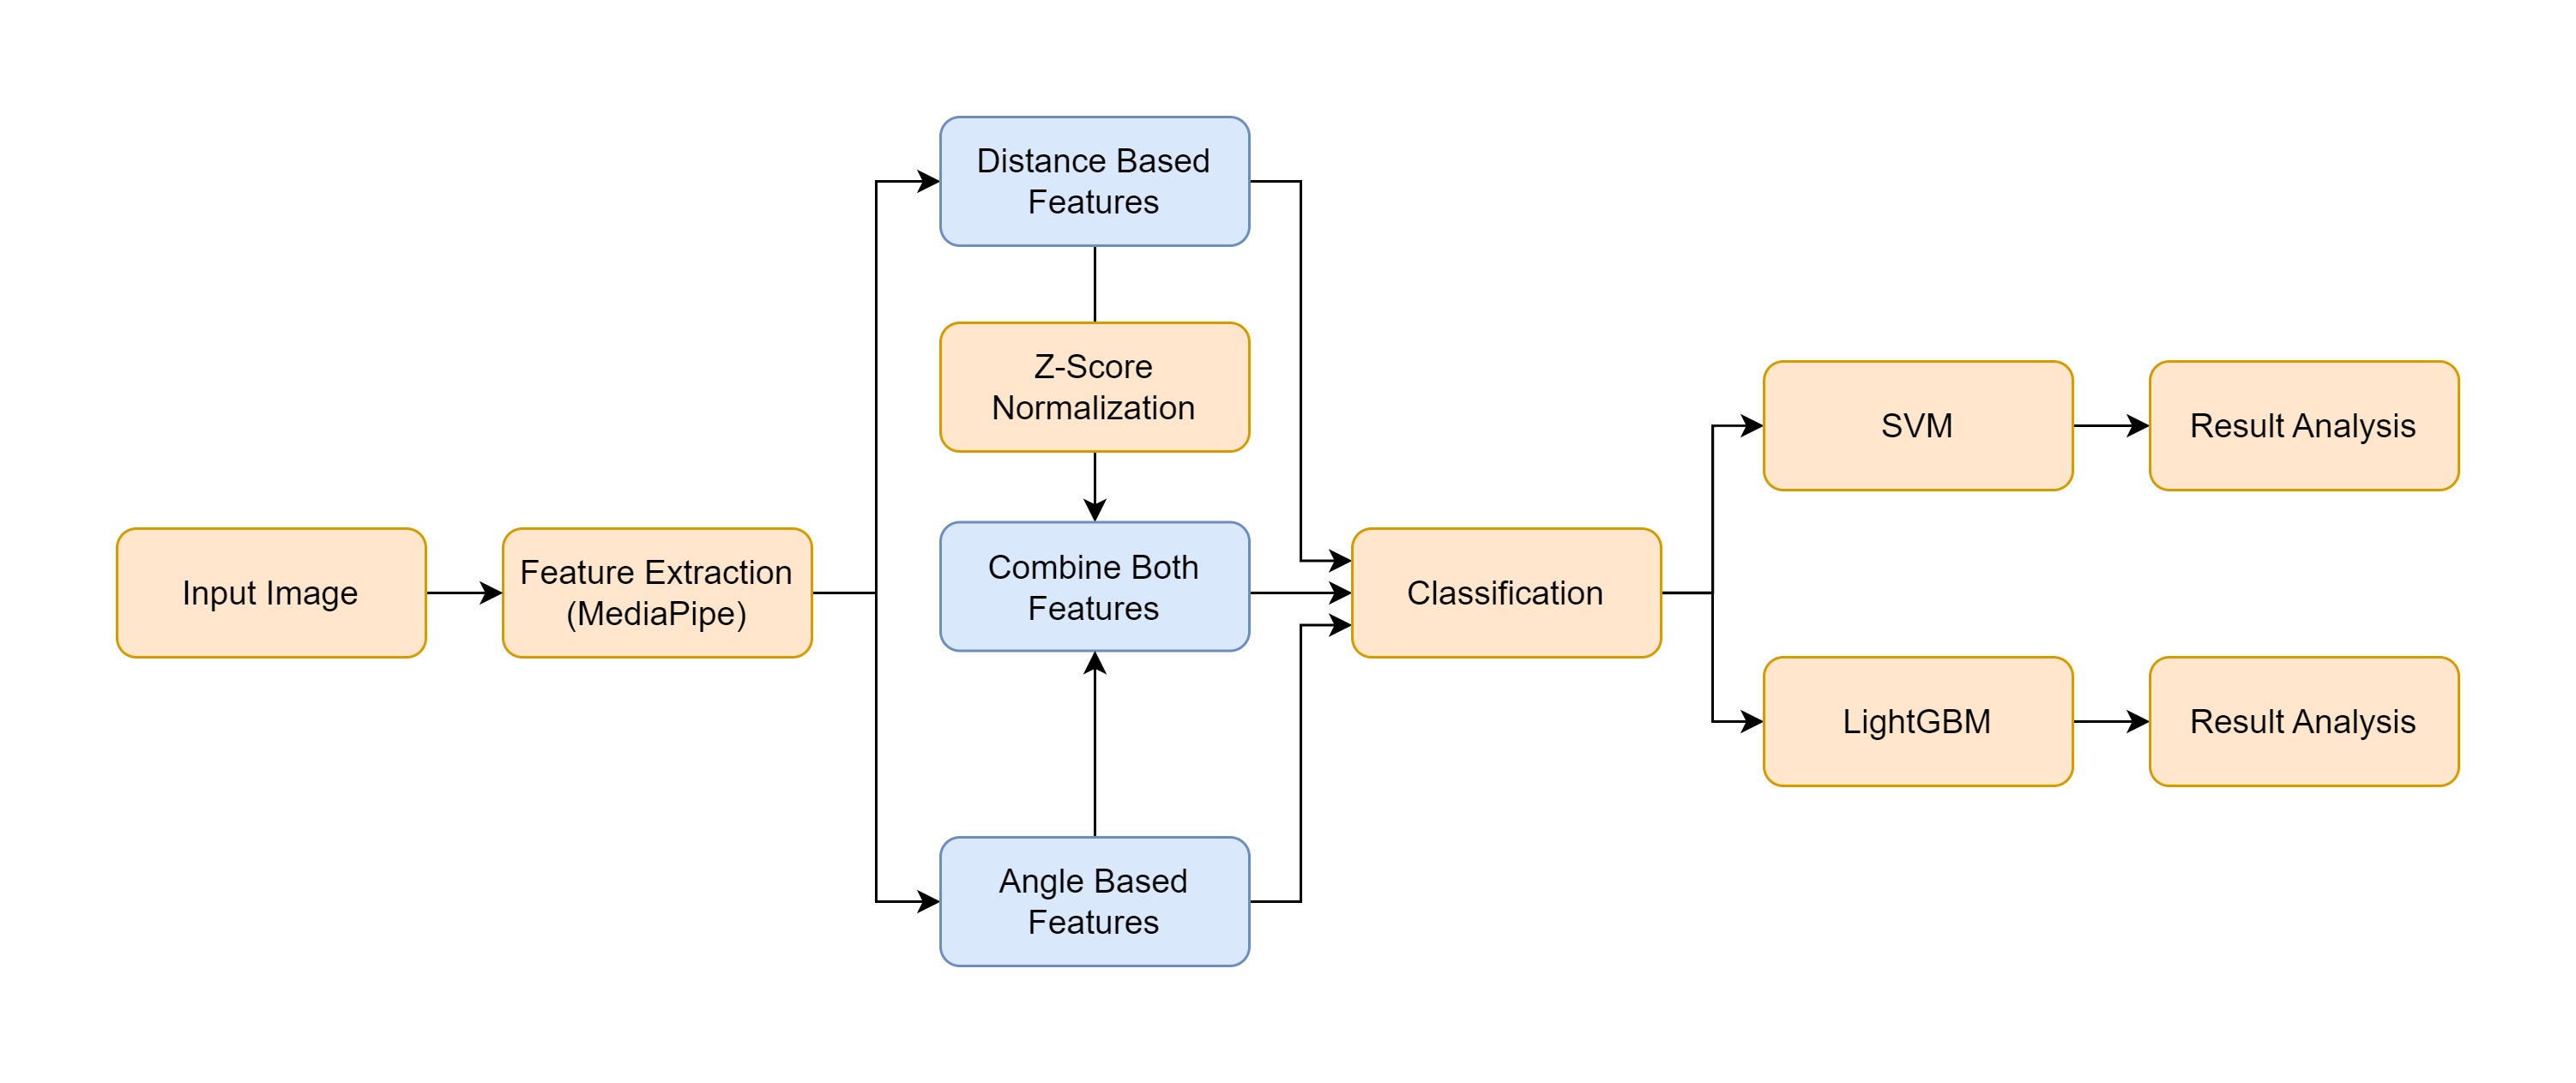 Input Image
Feature Extraction
(MediaPipe)
Distance Based
Features
Z-Score
Normalization
Combine Both
Features
Angle Based
Features
Classification
SVM
Result Analysis
LightGBM
Result Analysis